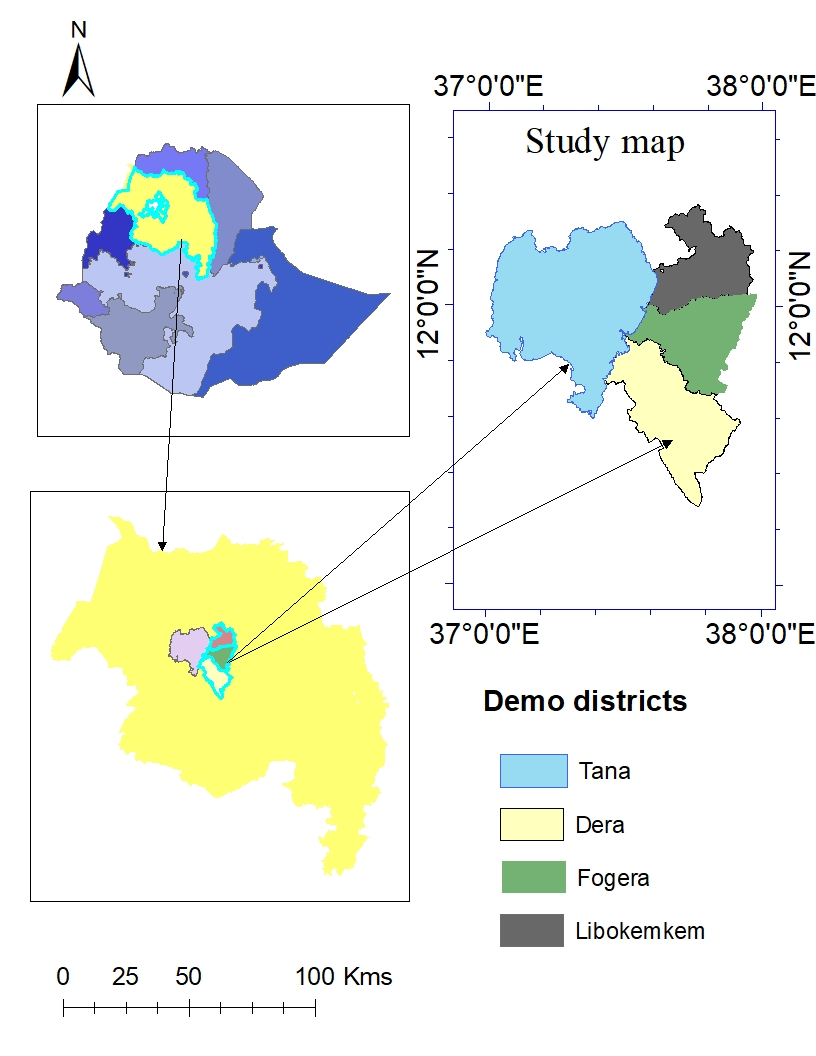 N
37°0'0"E 38°0'0"E
Study map
12°0'0"N
12°0'0"N
37°0'0"E 38°0'0"E
Demo districts
Tana
Dera
Fogera
Libokemkem
0 25 50 100 Kms